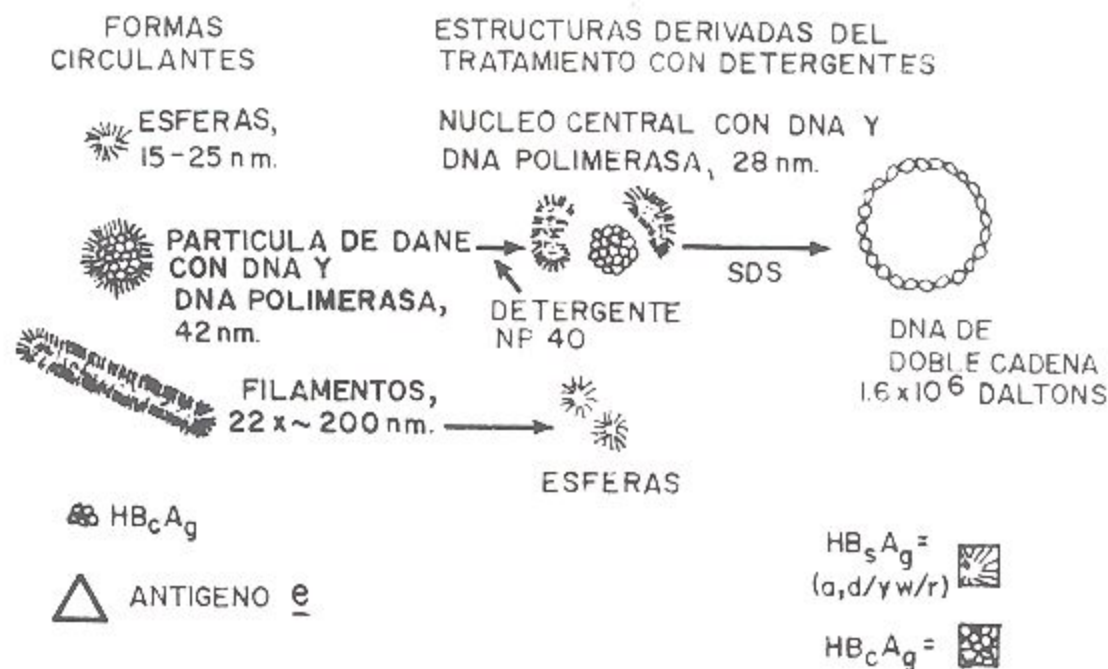 FORMAS
CIRCULANTES
ESTRUCTURAS DERIVADAS DEL
TRATAMIENTO CON DETERGENTES
ESFERAS,
15-25 nm.
NUCLEO CENTRAL CON DNA Y
DNA POLIMERASA, 28 nm.
PARTICULA DE DANE
CON DNA Y
DNA POLIMERASA,
42 nm.
DETERGENTE
NP 40
SDS
DNA DE
DOBLE CADENA
1.6 x 10⁶ DALTONS
FILAMENTOS,
22 x ~ 200 nm.
ESFERAS
HBcAg
ANTIGENO e
HBsAg =
(a,d/y w/r)
HBcAg =